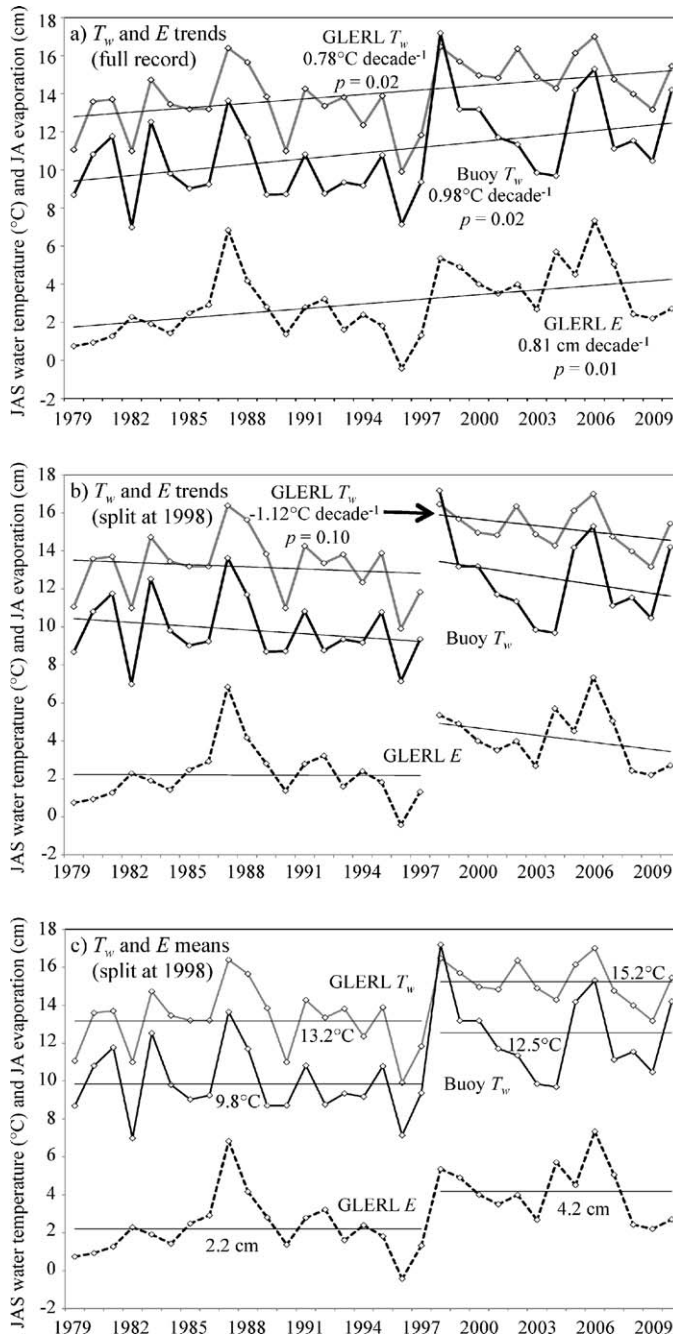 JAS water temperature (°C) and JA evaporation (cm)
18
16
14
12
10
8
6
4
2
0
-2
a) Tw and E trends
(full record)
GLERL Tw
0.78°C decade-1
p = 0.02
Buoy Tw
0.98°C decade-1
p = 0.02
GLERL E
0.81 cm decade-1
p = 0.01
1979 1982 1985 1988 1991 1994 1997 2000 2003 2006 2009
JAS water temperature (°C) and JA evaporation (cm)
18
16
14
12
10
8
6
4
2
0
-2
b) Tw and E trends
(split at 1998)
GLERL Tw
-1.12°C decade-1
p = 0.10
Buoy Tw
GLERL E
1979 1982 1985 1988 1991 1994 1997 2000 2003 2006 2009
JAS water temperature (°C) and JA evaporation (cm)
18
16
14
12
10
8
6
4
2
0
-2
c) Tw and E means
(split at 1998)
GLERL Tw
15.2°C
13.2°C
12.5°C
9.8°C
Buoy Tw
GLERL E
4.2 cm
2.2 cm
1979 1982 1985 1988 1991 1994 1997 2000 2003 2006 2009